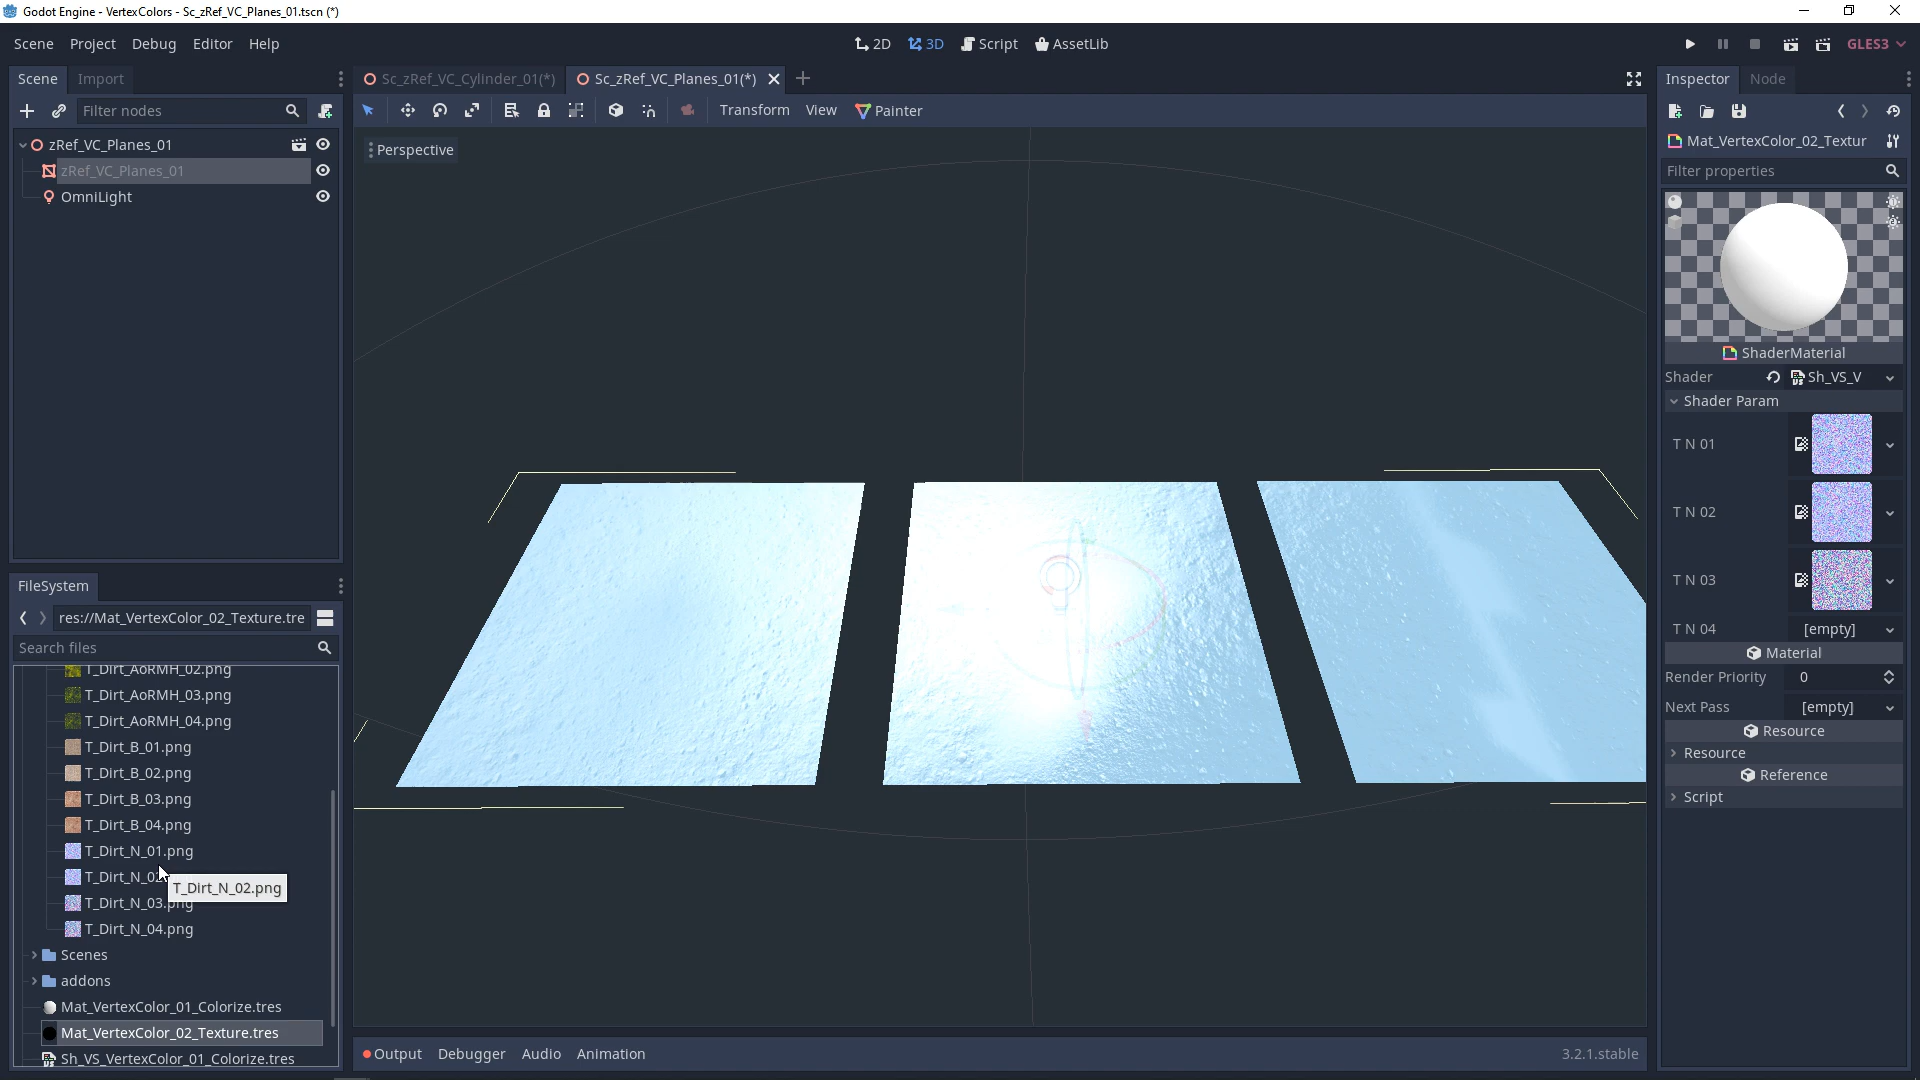 Godot Engine - VertexColors - Sc_zRef_VC_Planes_01.tscn (*)
Scene Project Debug Editor Help
2D 3D Script AssetLib
GLES3
Scene Import
Filter nodes
zRef_VC_Planes_01
zRef_VC_Planes_01
OmniLight
FileSystem
res://Mat_VertexColor_02_Texture.tre
Search files
T_Dirt_AoRMH_02.png
T_Dirt_AoRMH_03.png
T_Dirt_AoRMH_04.png
T_Dirt_B_01.png
T_Dirt_B_02.png
T_Dirt_B_03.png
T_Dirt_B_04.png
T_Dirt_N_01.png
T_Dirt_N_02
T_Dirt_N_02.png
T_Dirt_N_03.png
T_Dirt_N_04.png
Scenes
addons
Mat_VertexColor_01_Colorize.tres
Mat_VertexColor_02_Texture.tres
Sh_VS_VertexColor_01_Colorize.tres
Sc_zRef_VC_Cylinder_01(*) Sc_zRef_VC_Planes_01(*)
Transform View Painter
Perspective
Output Debugger Audio Animation
3.2.1.stable
Inspector Node
Mat_VertexColor_02_Textur
Filter properties
ShaderMaterial
Shader Sh_VS_V
Shader Param
T N 01
T N 02
T N 03
T N 04 [empty]
Material
Render Priority 0
Next Pass [empty]
Resource
Resource
Reference
Script